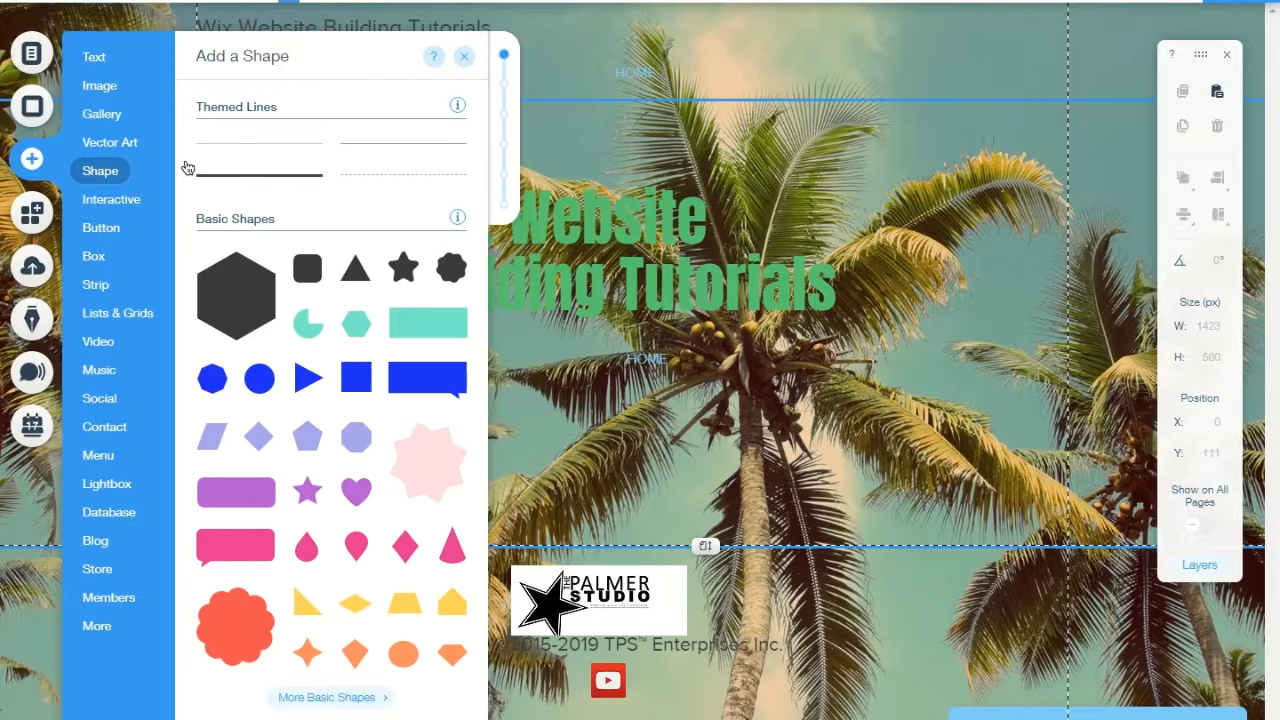 Wix Website Building Tutorials
HOME
Website
lding Tutorials
HOME
Text
Image
Gallery
Vector Art
Shape
Interactive
Button
Box
Strip
Lists & Grids
Video
Music
Social
Contact
Menu
Lightbox
Database
Blog
Store
Members
More
17
Add a Shape
?
Themed Lines
Basic Shapes
More Basic Shapes >
THE
PALMER
STUDIO
2015-2019 TPS™ Enterprises Inc.
?
0°
Size (px)
W: 1423
H: 500
Position
X: 0
Y: 111
Show on All
Pages
Layers